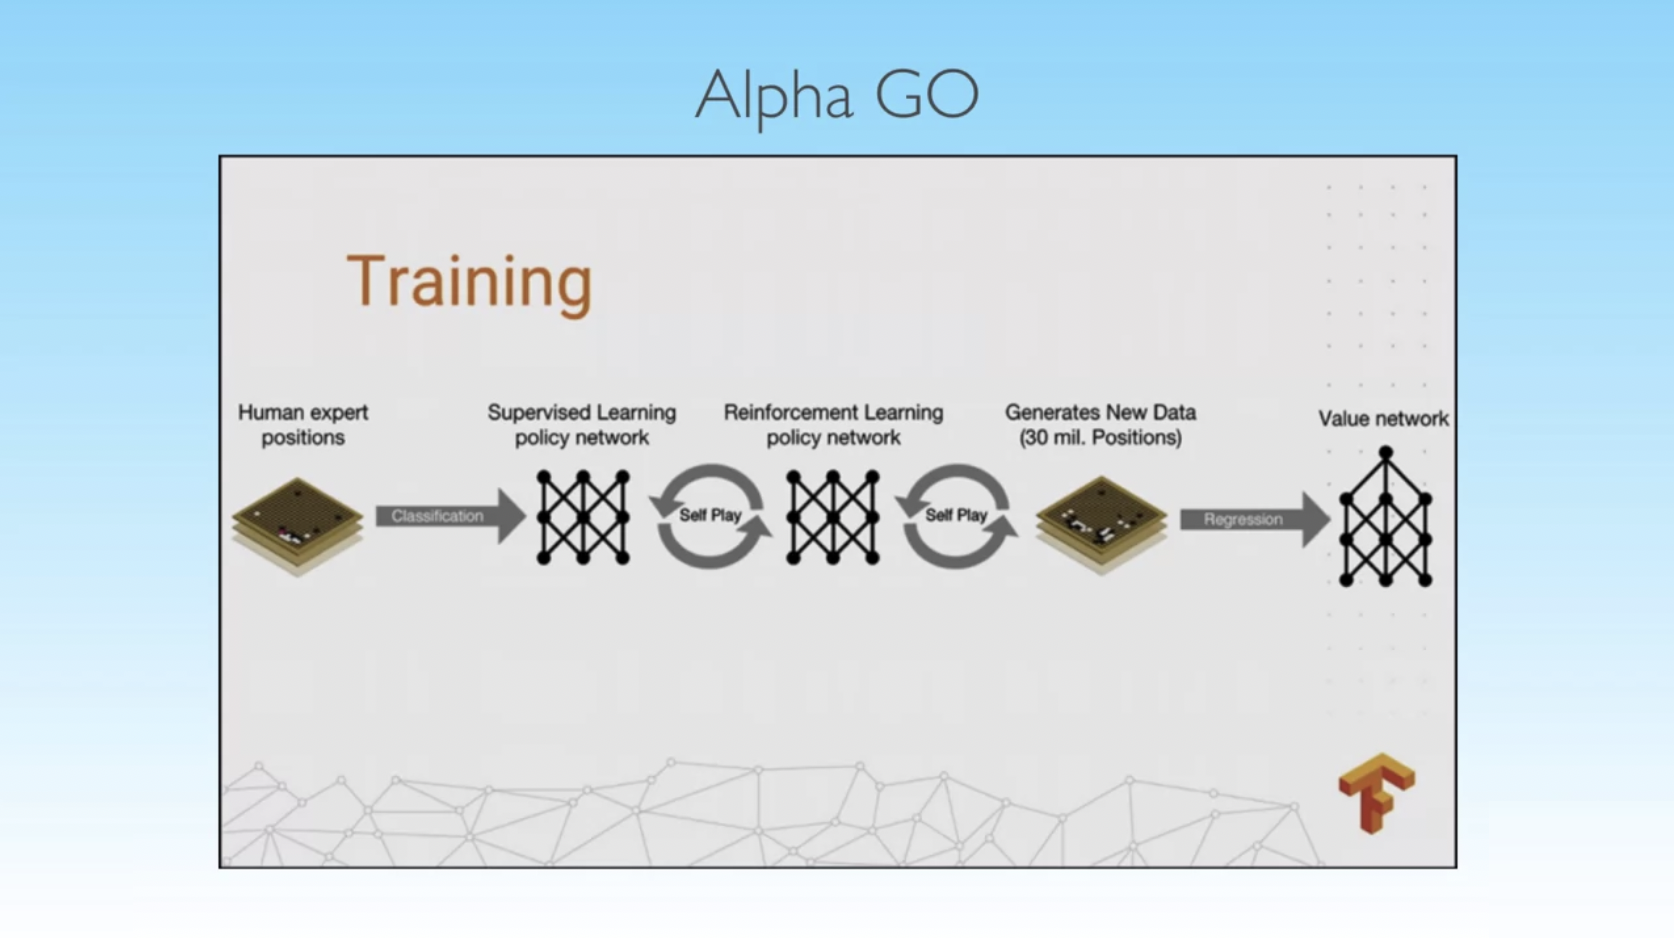 Alpha GO
Training
Human expert
positions
Classification
Supervised Learning
policy network
Self Play
Reinforcement Learning
policy network
Self Play
Generates New Data
(30 mil. Positions)
Regression
Value network